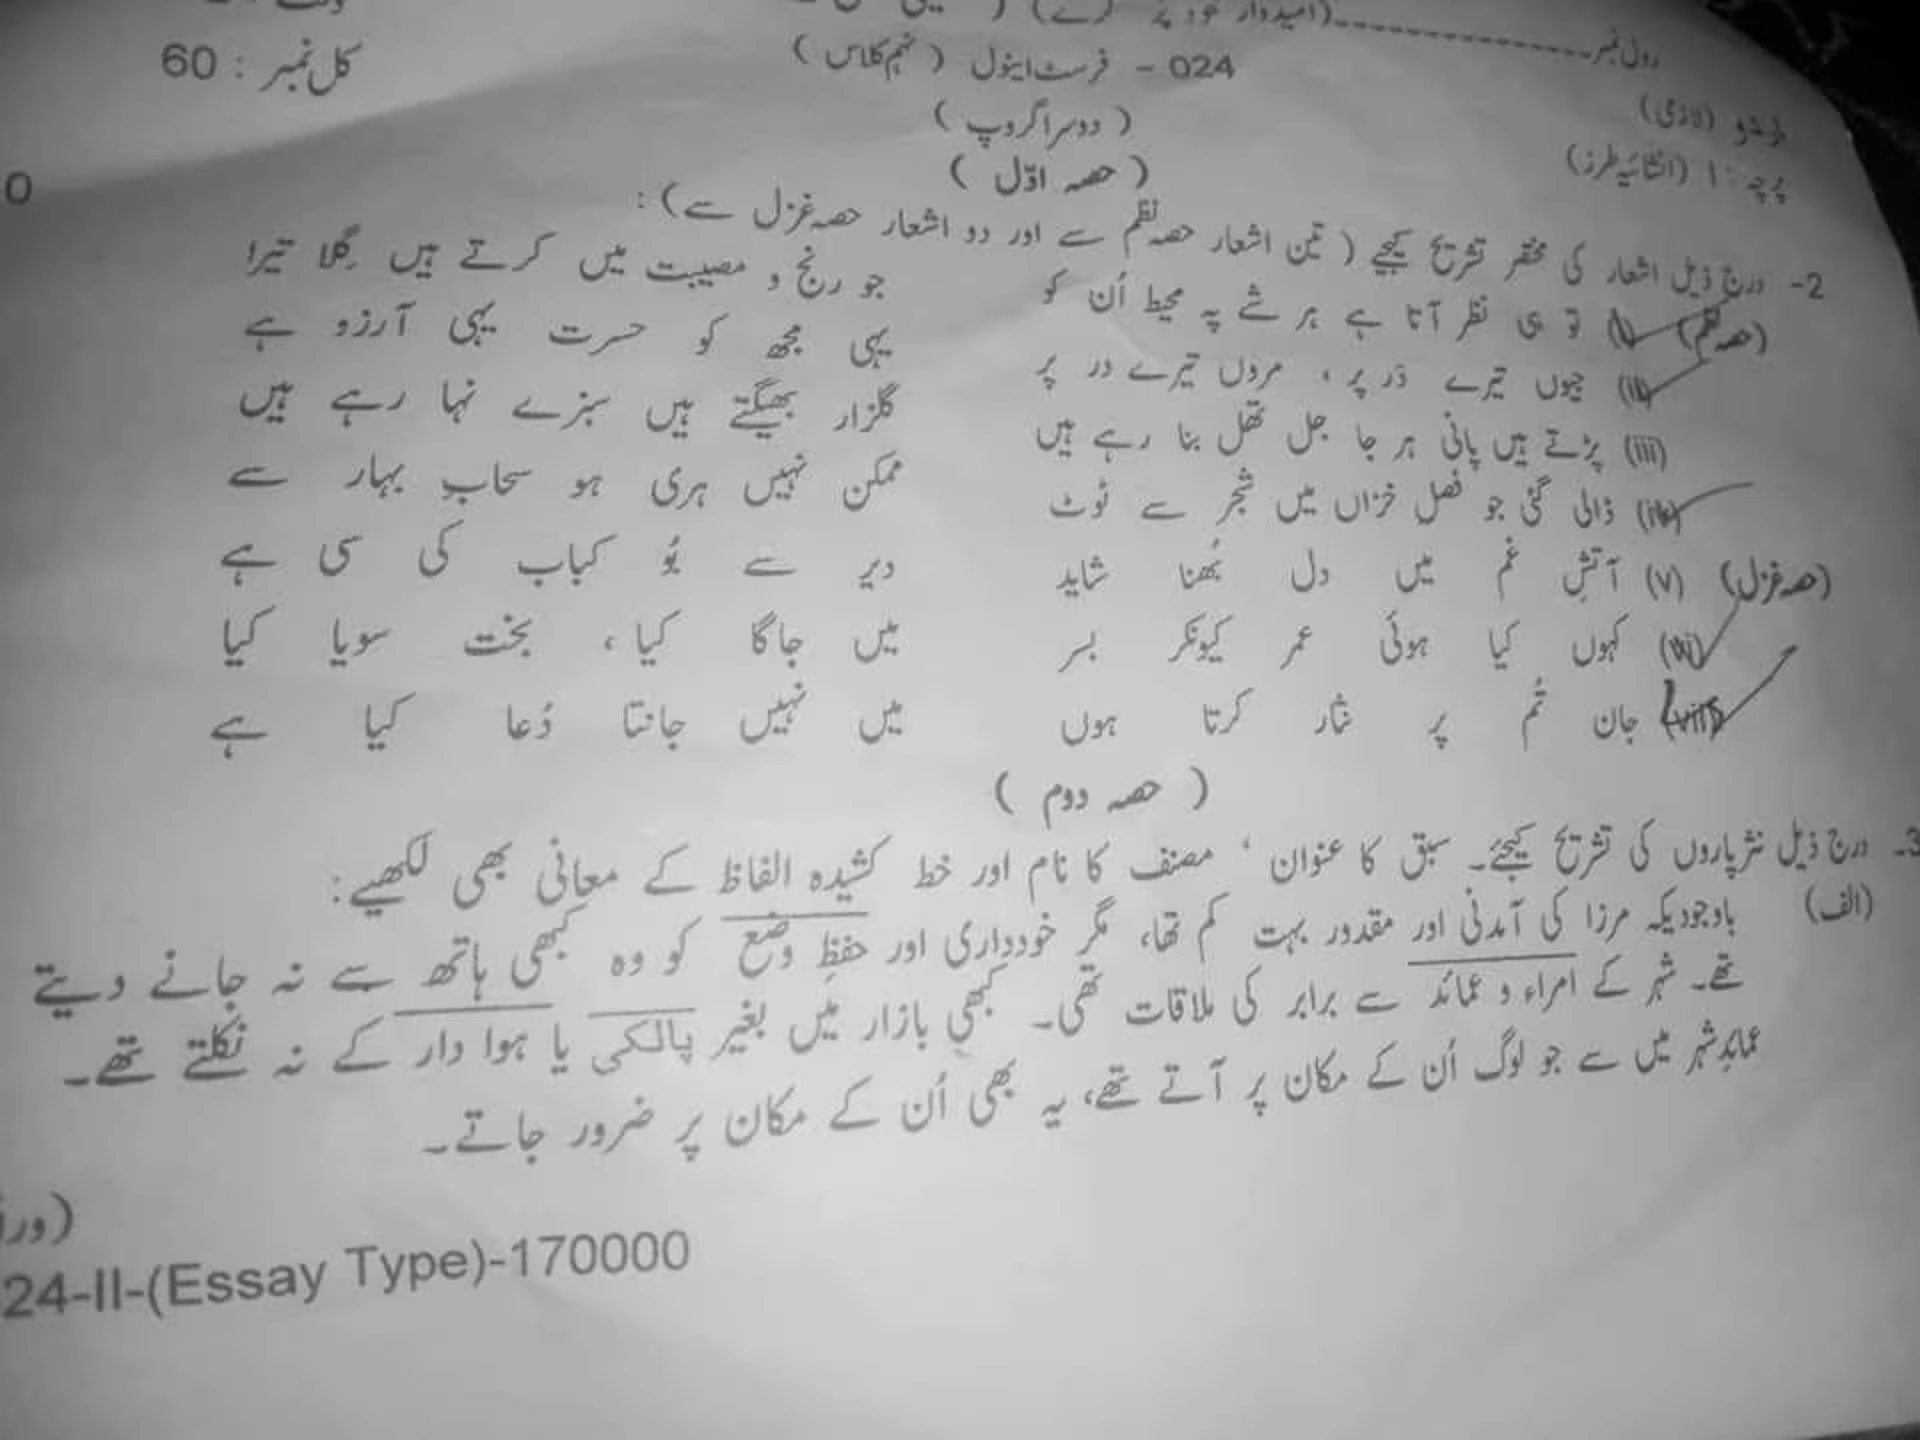 رول نمبر (امیدوار خود پُر کرے)
024 - فرسٹ اینول (نہم کلاس)
کل نمبر : 60
(لازمی)
(دوسرا گروپ)
پرچہ : I (انشائیہ طرز)
(حصہ اوّل)
0
2- درج ذیل اشعار کی مختصر تشریح کیجیے (تین اشعار حصہ نظم سے اور دو اشعار حصہ غزل سے) :
(حصہ نظم) (i) تو ہی نظر آتا ہے ہر شے پہ محیط اُن کو جو رنج و مصیبت میں کرتے ہیں گِلا تیرا
(ii) جیوں تیرے دَر پر، مروں تیرے در پر یہی مجھ کو حسرت یہی آرزو ہے
(iii) پڑتے ہیں پانی ہر جا جل تھل بنا رہے ہیں گلزار بھیگتے ہیں سبزے نہا رہے ہیں
(iv) ڈالی گئی جو فصلِ خزاں میں شجر سے ٹوٹ ممکن نہیں ہری ہو سحابِ بہار سے
(حصہ غزل) (v) آتشِ غم میں دل بُھنا شاید دیر سے بُو کباب کی سی ہے
(vi) کہوں کیا ہوئی عمر کیونکر بسر میں جاگا کیا، بخت سویا کیا
(vii) جان تُم پر نثار کرتا ہوں میں نہیں جانتا دُعا کیا ہے
(حصہ دوم)
3- درج ذیل نثرپاروں کی تشریح کیجئے۔ سبق کا عنوان، مصنف کا نام اور خط کشیدہ الفاظ کے معانی بھی لکھیے:
(الف) باوجودیکہ مرزا کی آمدنی اور مقدور بہت کم تھا، مگر خودداری اور حفظِ وضع کو وہ کبھی ہاتھ سے نہ جانے دیتے
تھے۔ شہر کے امراء و عمائد سے برابر کی ملاقات تھی۔ کبھی بازار میں بغیر پالکی یا ہوا دار کے نہ نکلتے تھے۔
عمائدِ شہر میں سے جو لوگ اُن کے مکان پر آتے تھے، یہ بھی اُن کے مکان پر ضرور جاتے۔
24-II-(Essay Type)-170000